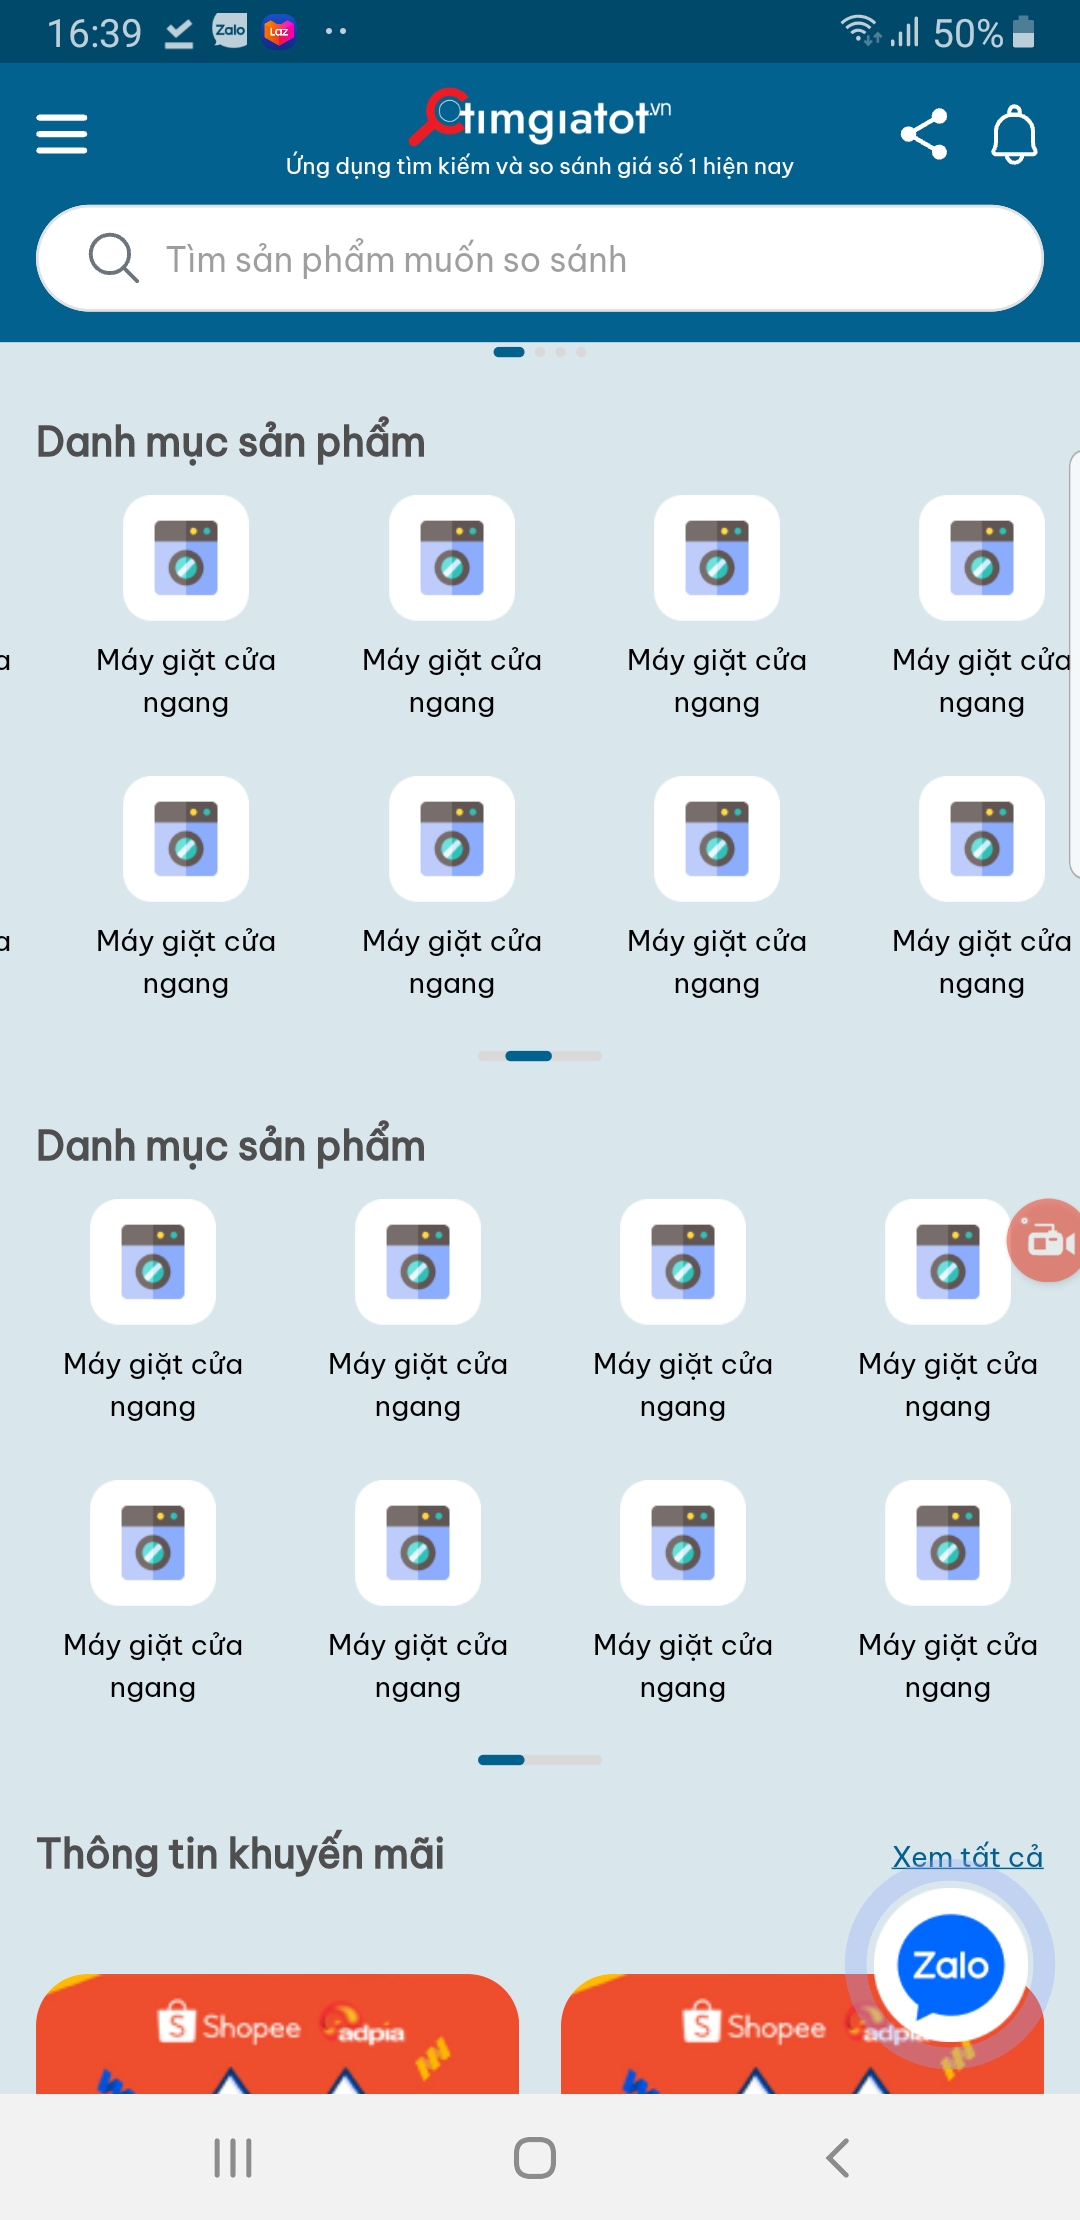 16:39 Zalo Laz 50%
timgiatot.vn
Ứng dụng tìm kiếm và so sánh giá số 1 hiện nay
Tìm sản phẩm muốn so sánh
Danh mục sản phẩm
a Máy giặt cửa Máy giặt cửa Máy giặt cửa Máy giặt cửa
ngang ngang ngang ngang
a Máy giặt cửa Máy giặt cửa Máy giặt cửa Máy giặt cửa
ngang ngang ngang ngang
Danh mục sản phẩm
Máy giặt cửa Máy giặt cửa Máy giặt cửa Máy giặt cửa
ngang ngang ngang ngang
Máy giặt cửa Máy giặt cửa Máy giặt cửa Máy giặt cửa
ngang ngang ngang ngang
Thông tin khuyến mãi Xem tất cả
Zalo
Shopee adpia Shopee adpi